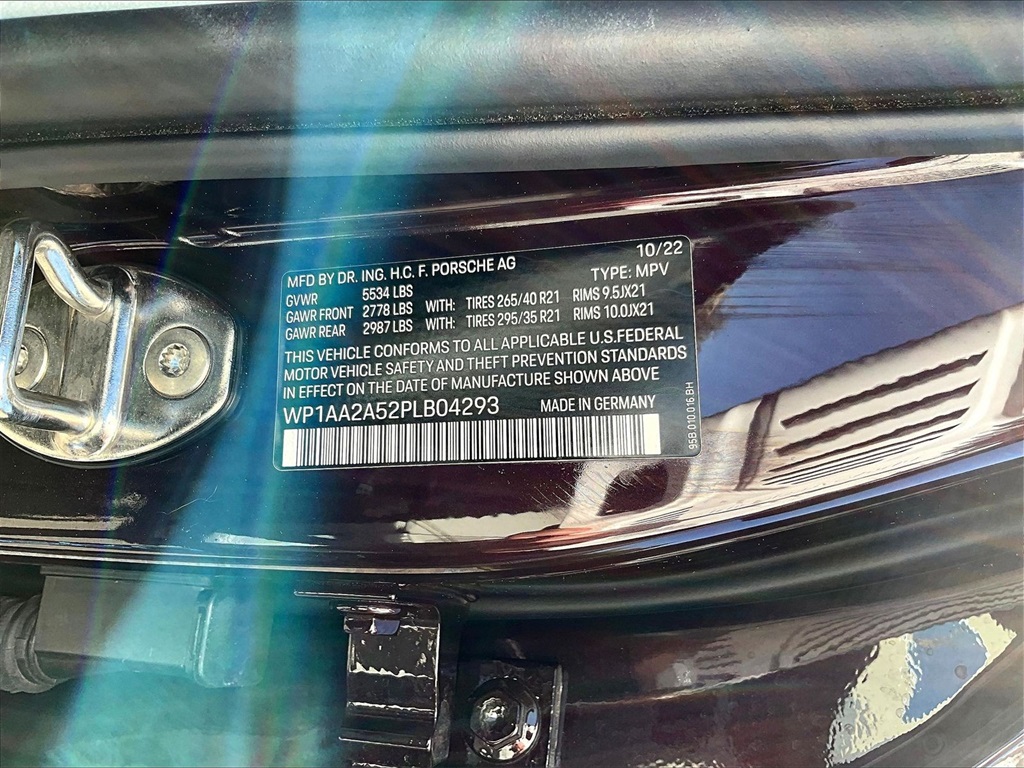 10/22
MFD BY DR. ING. H.C. F. PORSCHE AG TYPE: MPV
GVWR 5534 LBS
GAWR FRONT 2778 LBS WITH: TIRES 265/40 R21 RIMS 9.5JX21
GAWR REAR 2987 LBS WITH: TIRES 295/35 R21 RIMS 10.0JX21
THIS VEHICLE CONFORMS TO ALL APPLICABLE U.S.FEDERAL
MOTOR VEHICLE SAFETY AND THEFT PREVENTION STANDARDS
IN EFFECT ON THE DATE OF MANUFACTURE SHOWN ABOVE
WP1AA2A52PLB04293 MADE IN GERMANY
95B.010.016.BH